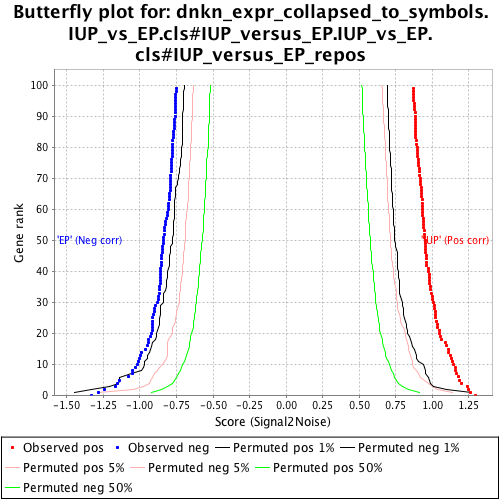 Butterfly plot for: dnkn_expr_collapsed_to_symbols.
IUP_vs_EP.cls#IUP_versus_EP.IUP_vs_EP.
cls#IUP_versus_EP_repos
Gene rank
100
90
80
70
60
50
40
30
20
10
0
'EP' (Neg corr)
'IUP' (Pos corr)
-1.50 -1.25 -1.00 -0.75 -0.50 -0.25 0.00 0.25 0.50 0.75 1.00 1.25
Score (Signal2Noise)
Observed pos Observed neg Permuted pos 1% Permuted neg 1%
Permuted pos 5% Permuted neg 5% Permuted pos 50%
Permuted neg 50%